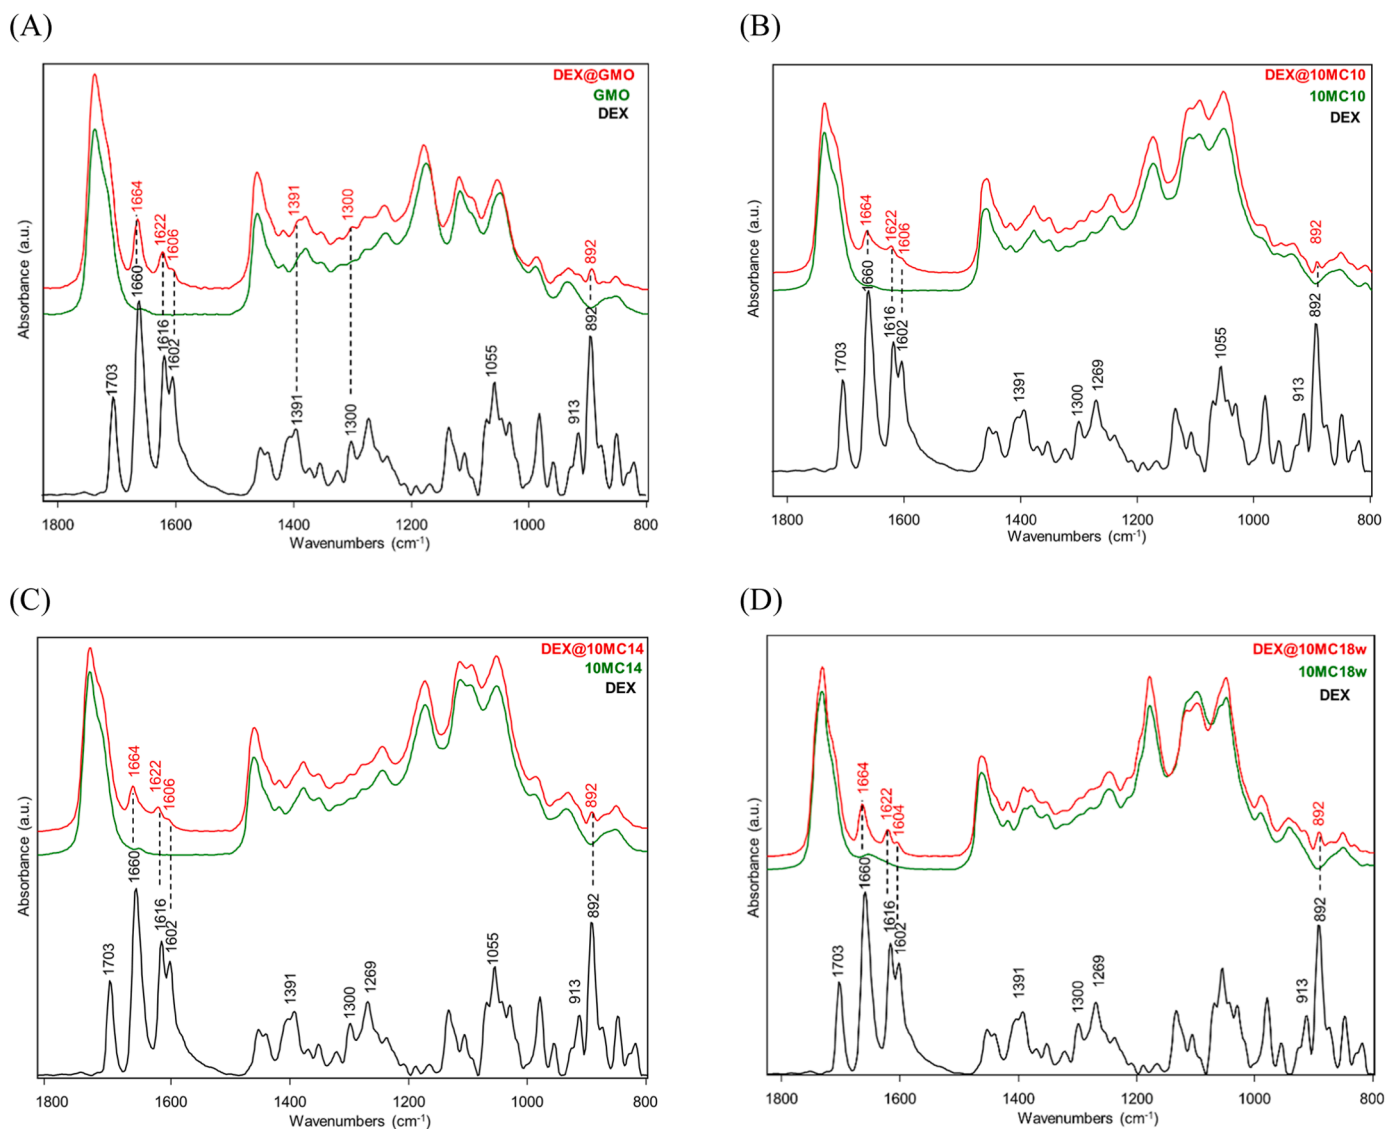 (A)
DEX@GMO
GMO
DEX
1664
1622
1606
1391
1300
892
1703
1660
1616
1602
1391
1300
1055
913
892
Absorbance (a.u.)
1800 1600 1400 1200 1000 800
Wavenumbers (cm⁻¹)
(B)
DEX@10MC10
10MC10
DEX
1664
1622
1606
892
1703
1660
1616
1602
1391
1300
1269
1055
913
892
Absorbance (a.u.)
1800 1600 1400 1200 1000 800
Wavenumbers (cm⁻¹)
(C)
DEX@10MC14
10MC14
DEX
1664
1622
1606
892
1703
1660
1616
1602
1391
1300
1269
1055
913
892
Absorbance (a.u.)
1800 1600 1400 1200 1000 800
Wavenumbers (cm⁻¹)
(D)
DEX@10MC18w
10MC18w
DEX
1664
1622
1604
892
1703
1660
1616
1602
1391
1300
1269
913
892
Absorbance (a.u.)
1800 1600 1400 1200 1000 800
Wavenumbers (cm⁻¹)